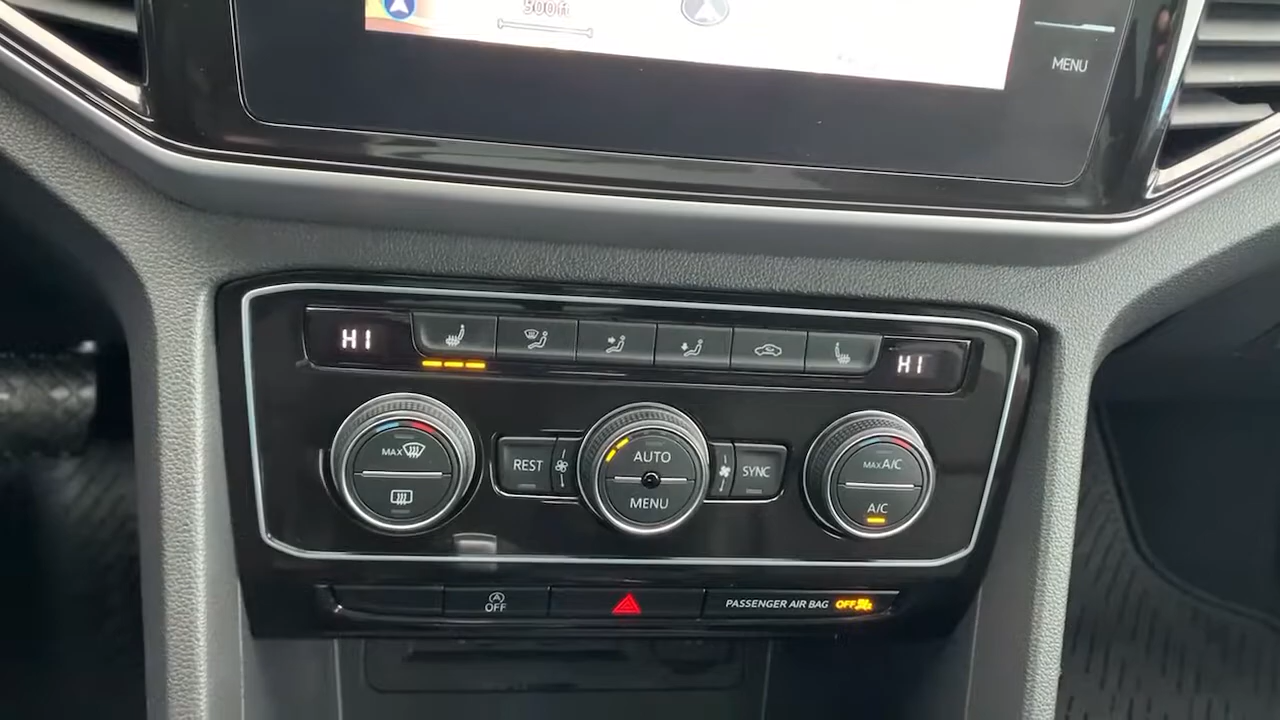 500ft
MENU
HI
HI
MAX
REST
AUTO
MENU
SYNC
MAX A/C
A/C
A OFF
PASSENGER AIR BAG OFF